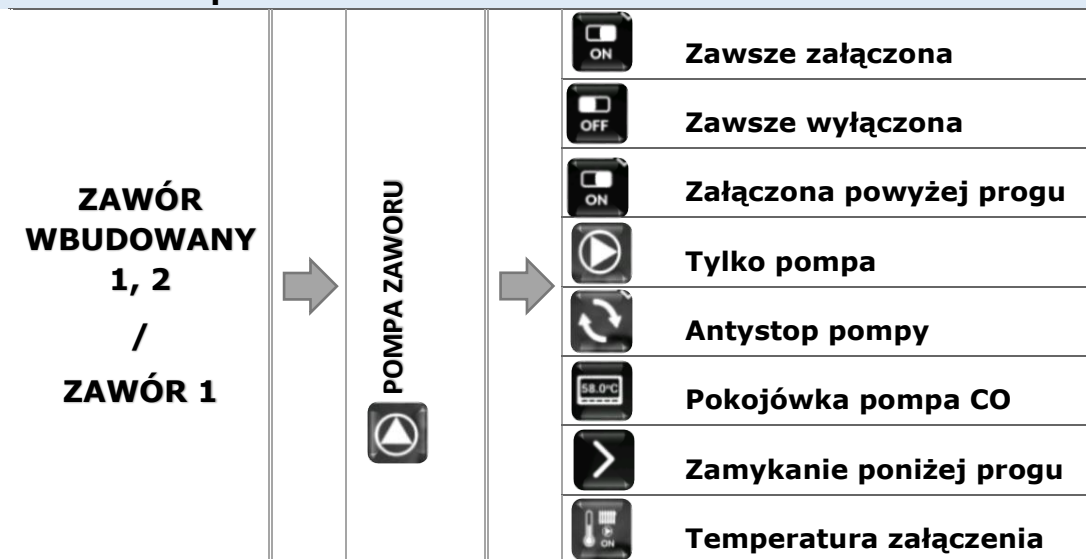 ZAWÓR
WBUDOWANY
1, 2
/
ZAWÓR 1
POMPA ZAWORU
ON
Zawsze załączona
OFF
Zawsze wyłączona
ON
Załączona powyżej progu
Tylko pompa
Antystop pompy
58.0°C
Pokojówka pompa CO
Zamykanie poniżej progu
ON
Temperatura załączenia